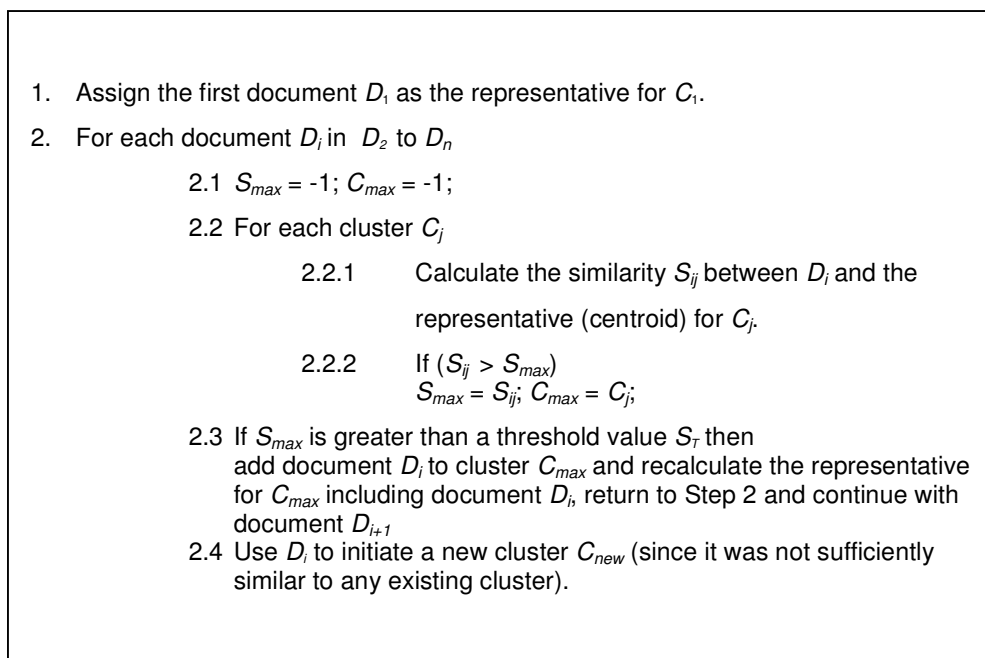 1. Assign the first document D₁ as the representative for C₁.
2. For each document Dᵢ in D₂ to Dₙ
2.1 Sₘₐₓ = -1; Cₘₐₓ = -1;
2.2 For each cluster Cⱼ
2.2.1 Calculate the similarity Sᵢⱼ between Dᵢ and the
representative (centroid) for Cⱼ.
2.2.2 If (Sᵢⱼ > Sₘₐₓ)
Sₘₐₓ = Sᵢⱼ; Cₘₐₓ = Cⱼ;
2.3 If Sₘₐₓ is greater than a threshold value S_T then
add document Dᵢ to cluster Cₘₐₓ and recalculate the representative
for Cₘₐₓ including document Dᵢ, return to Step 2 and continue with
document Dᵢ₊₁
2.4 Use Dᵢ to initiate a new cluster Cₙₑw (since it was not sufficiently
similar to any existing cluster).